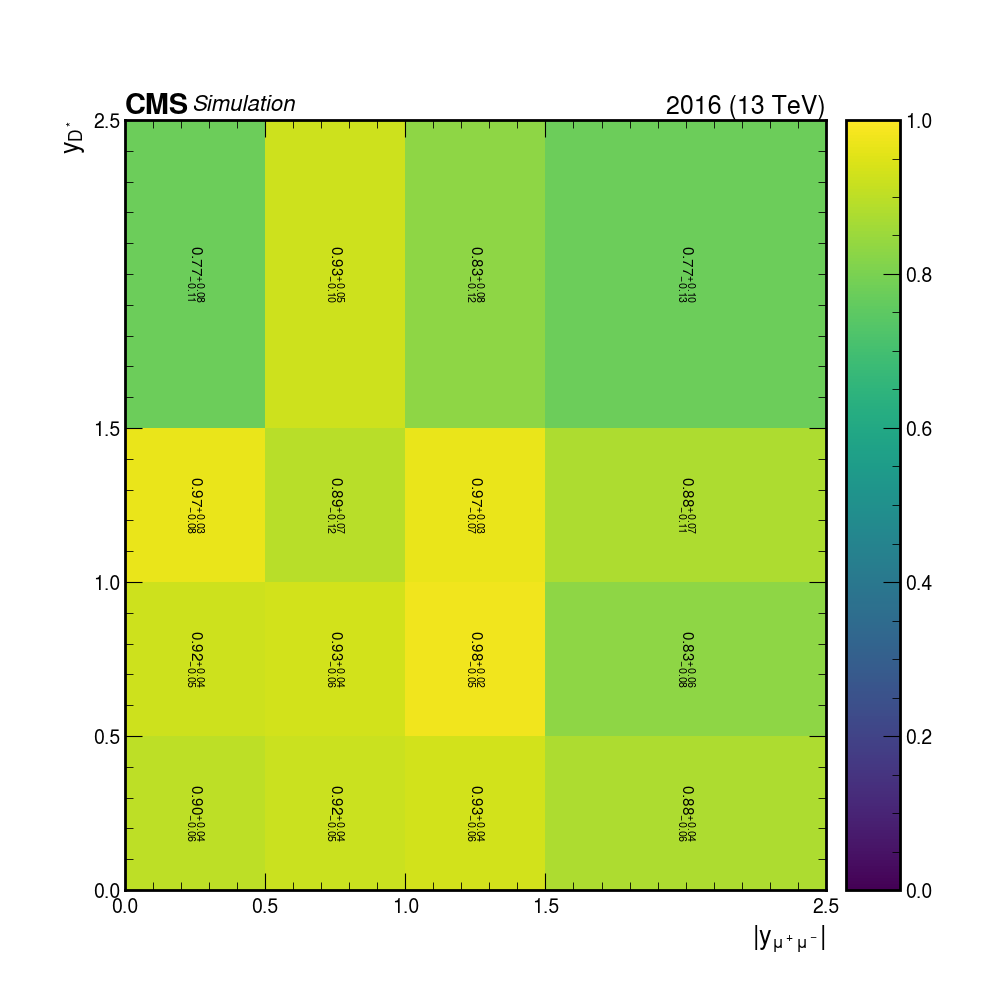 CMS Simulation 2016 (13 TeV)
y_{D^*}
2.5
1.5
1.0
0.5
0.0
0.77^{+0.08}_{−0.11} 0.93^{+0.05}_{−0.10} 0.83^{+0.08}_{−0.12} 0.77^{+0.10}_{−0.13}
0.97^{+0.03}_{−0.08} 0.89^{+0.07}_{−0.12} 0.97^{+0.03}_{−0.07} 0.88^{+0.07}_{−0.11}
0.92^{+0.04}_{−0.05} 0.93^{+0.04}_{−0.06} 0.98^{+0.02}_{−0.05} 0.83^{+0.06}_{−0.08}
0.90^{+0.04}_{−0.06} 0.92^{+0.04}_{−0.05} 0.93^{+0.04}_{−0.06} 0.88^{+0.04}_{−0.06}
0.0 0.5 1.0 1.5 2.5
|y_{μ^+ μ^−}|
1.0
0.8
0.6
0.4
0.2
0.0